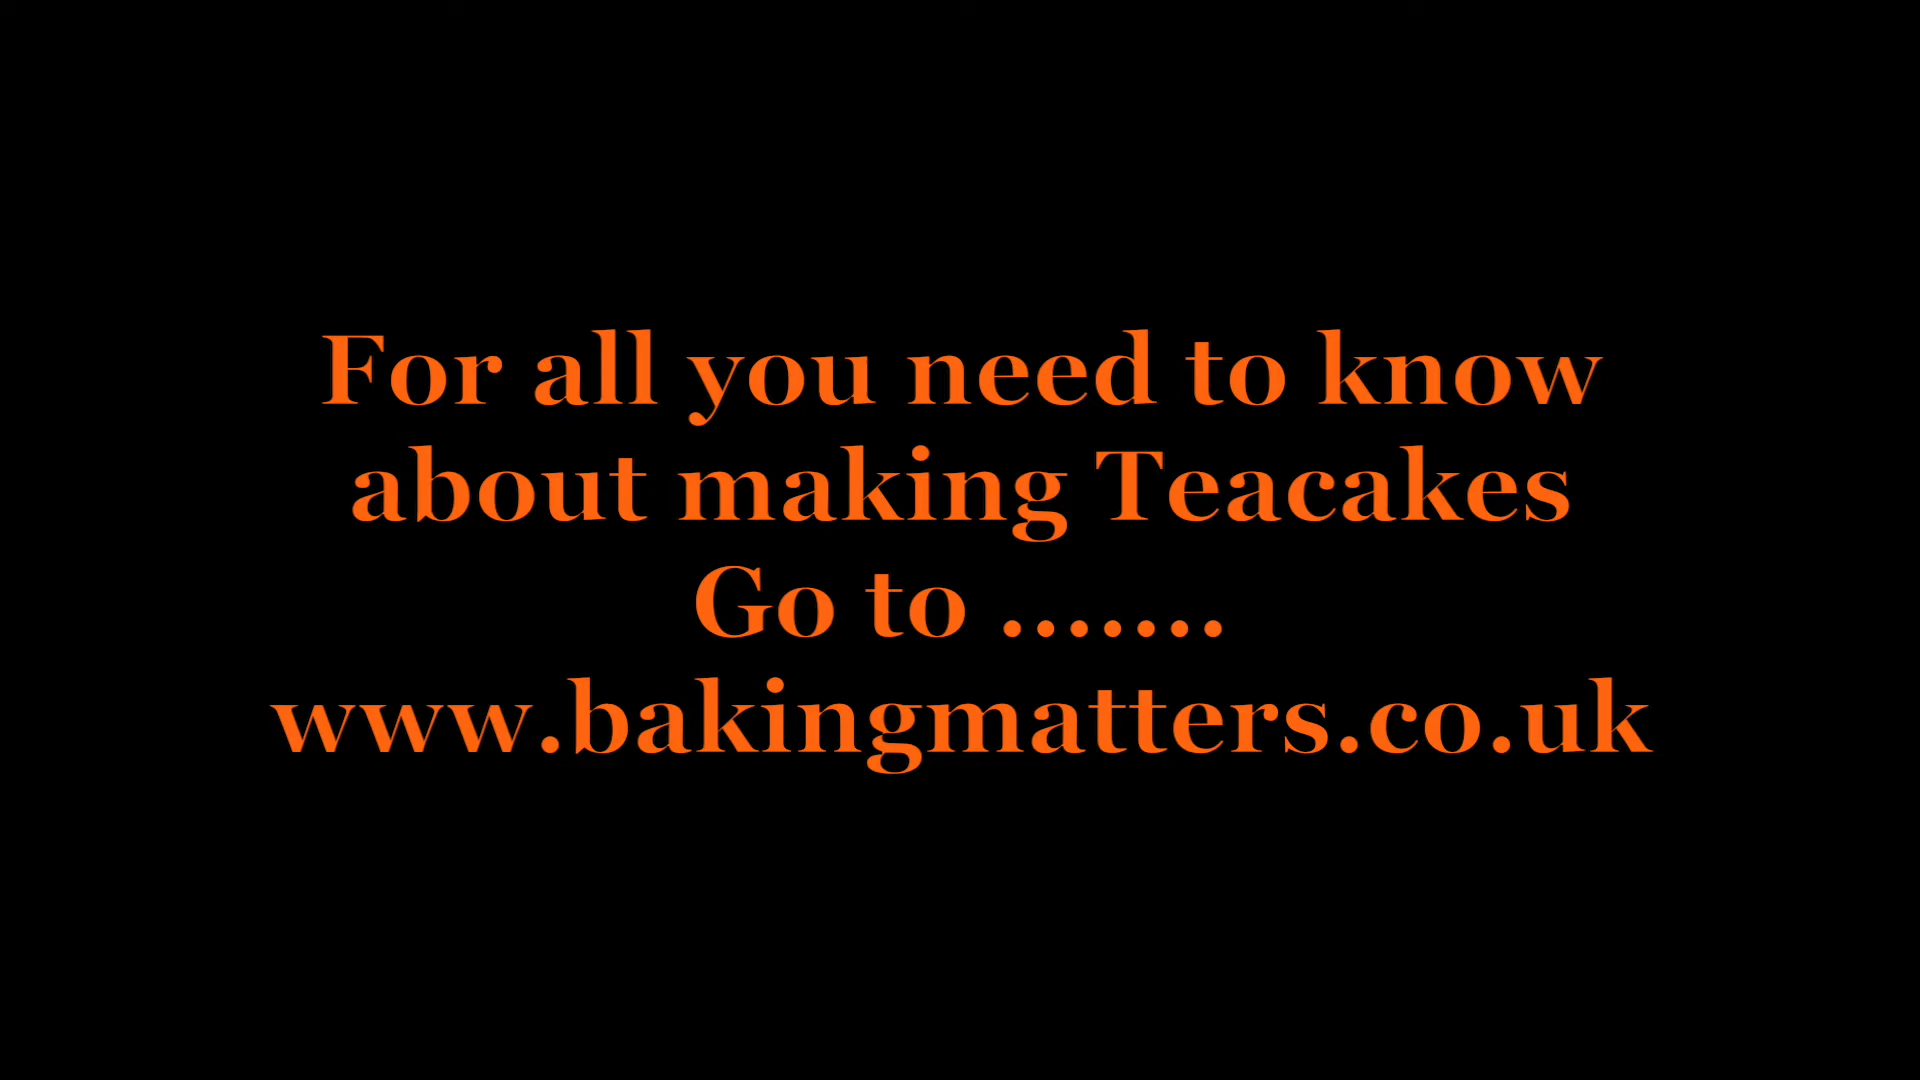 For all you need to know
about making Teacakes
Go to .......
www.bakingmatters.co.uk